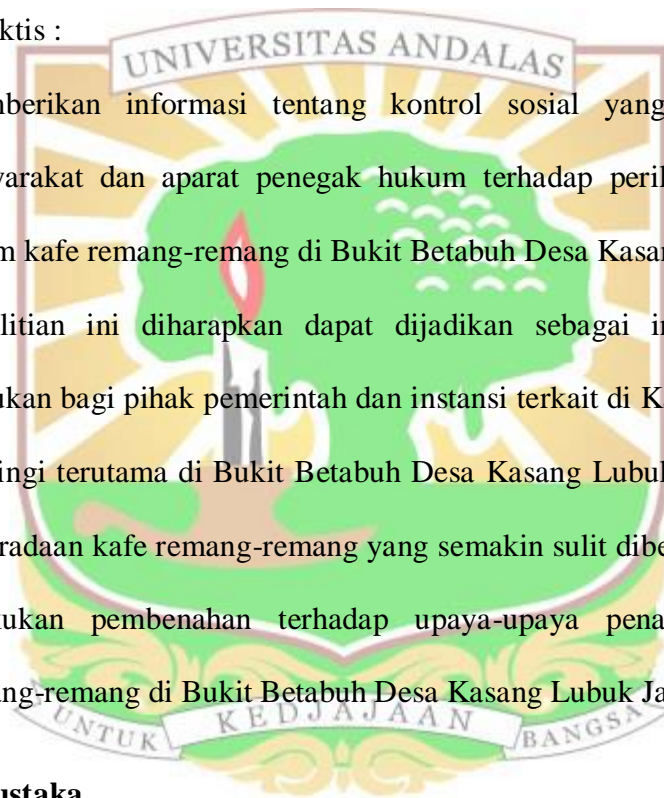 aktis :
UNIVERSITAS ANDALAS
mberikan informasi tentang kontrol sosial yang
yarakat dan aparat penegak hukum terhadap peril
m kafe remang-remang di Bukit Betabuh Desa Kasan
elitian ini diharapkan dapat dijadikan sebagai in
ukan bagi pihak pemerintah dan instansi terkait di K
ingi terutama di Bukit Betabuh Desa Kasang Lubuk
radaan kafe remang-remang yang semakin sulit dibe
kukan pembenahan terhadap upaya-upaya pena
ang-remang di Bukit Betabuh Desa Kasang Lubuk Ja
UNTUK KEDJAJAAN BANGSA
ustaka